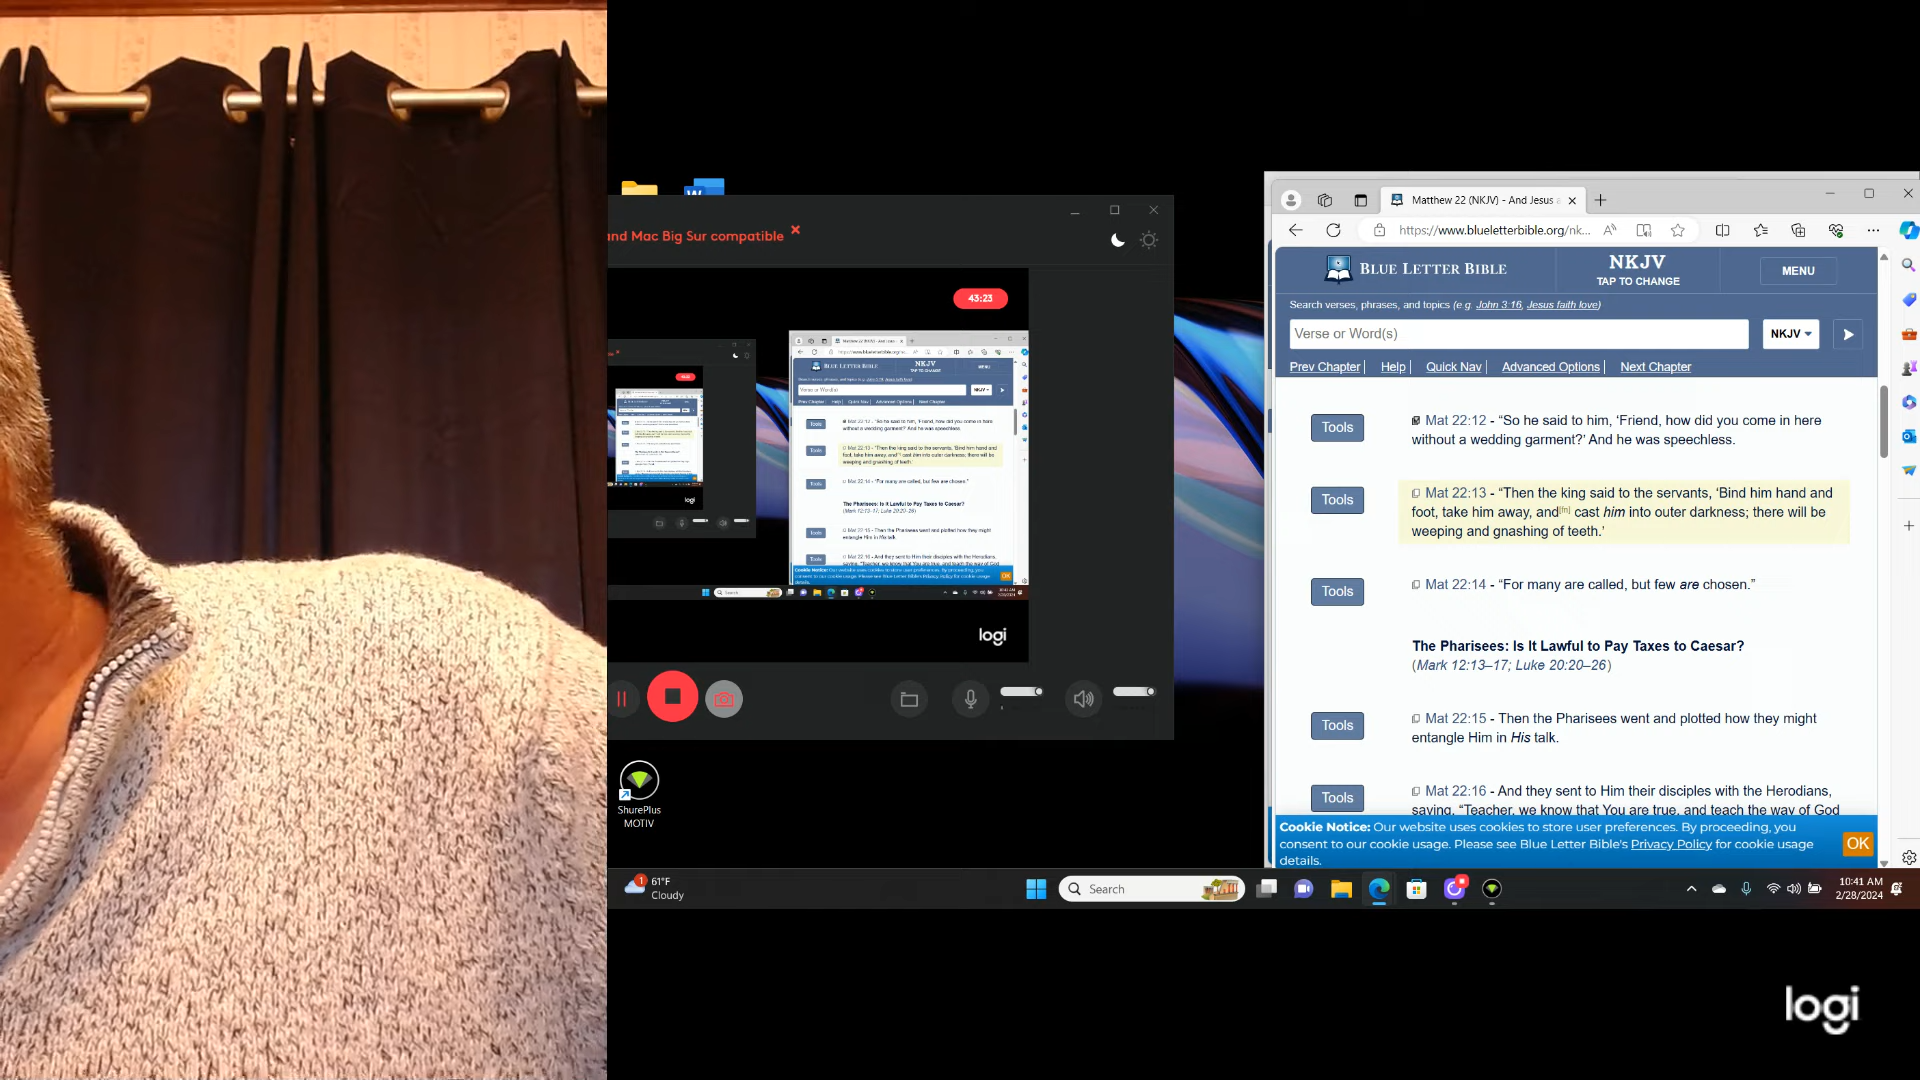 and Mac Big Sur compatible
43:23
logi
ShurePlus
MOTIV
Matthew 22 (NKJV) - And Jesus a
https://www.blueletterbible.org/nk...
BLUE LETTER BIBLE
NKJV
TAP TO CHANGE
MENU
Search verses, phrases, and topics (e.g. John 3:16, Jesus faith love)
Verse or Word(s)
NKJV
Prev Chapter
Help
Quick Nav
Advanced Options
Next Chapter
Tools
Mat 22:12 - “So he said to him, ‘Friend, how did you come in here
without a wedding garment?’ And he was speechless.
Tools
Mat 22:13 - “Then the king said to the servants, ‘Bind him hand and
foot, take him away, and[fn] cast him into outer darkness; there will be
weeping and gnashing of teeth.’
Tools
Mat 22:14 - “For many are called, but few are chosen.”
The Pharisees: Is It Lawful to Pay Taxes to Caesar?
(Mark 12:13–17; Luke 20:20–26)
Tools
Mat 22:15 - Then the Pharisees went and plotted how they might
entangle Him in His talk.
Tools
Mat 22:16 - And they sent to Him their disciples with the Herodians,
saying, “Teacher, we know that You are true, and teach the way of God
Cookie Notice: Our website uses cookies to store user preferences. By proceeding, you
consent to our cookie usage. Please see Blue Letter Bible's Privacy Policy for cookie usage
details.
OK
1
61°F
Cloudy
Search
10:41 AM
2/28/2024
logi